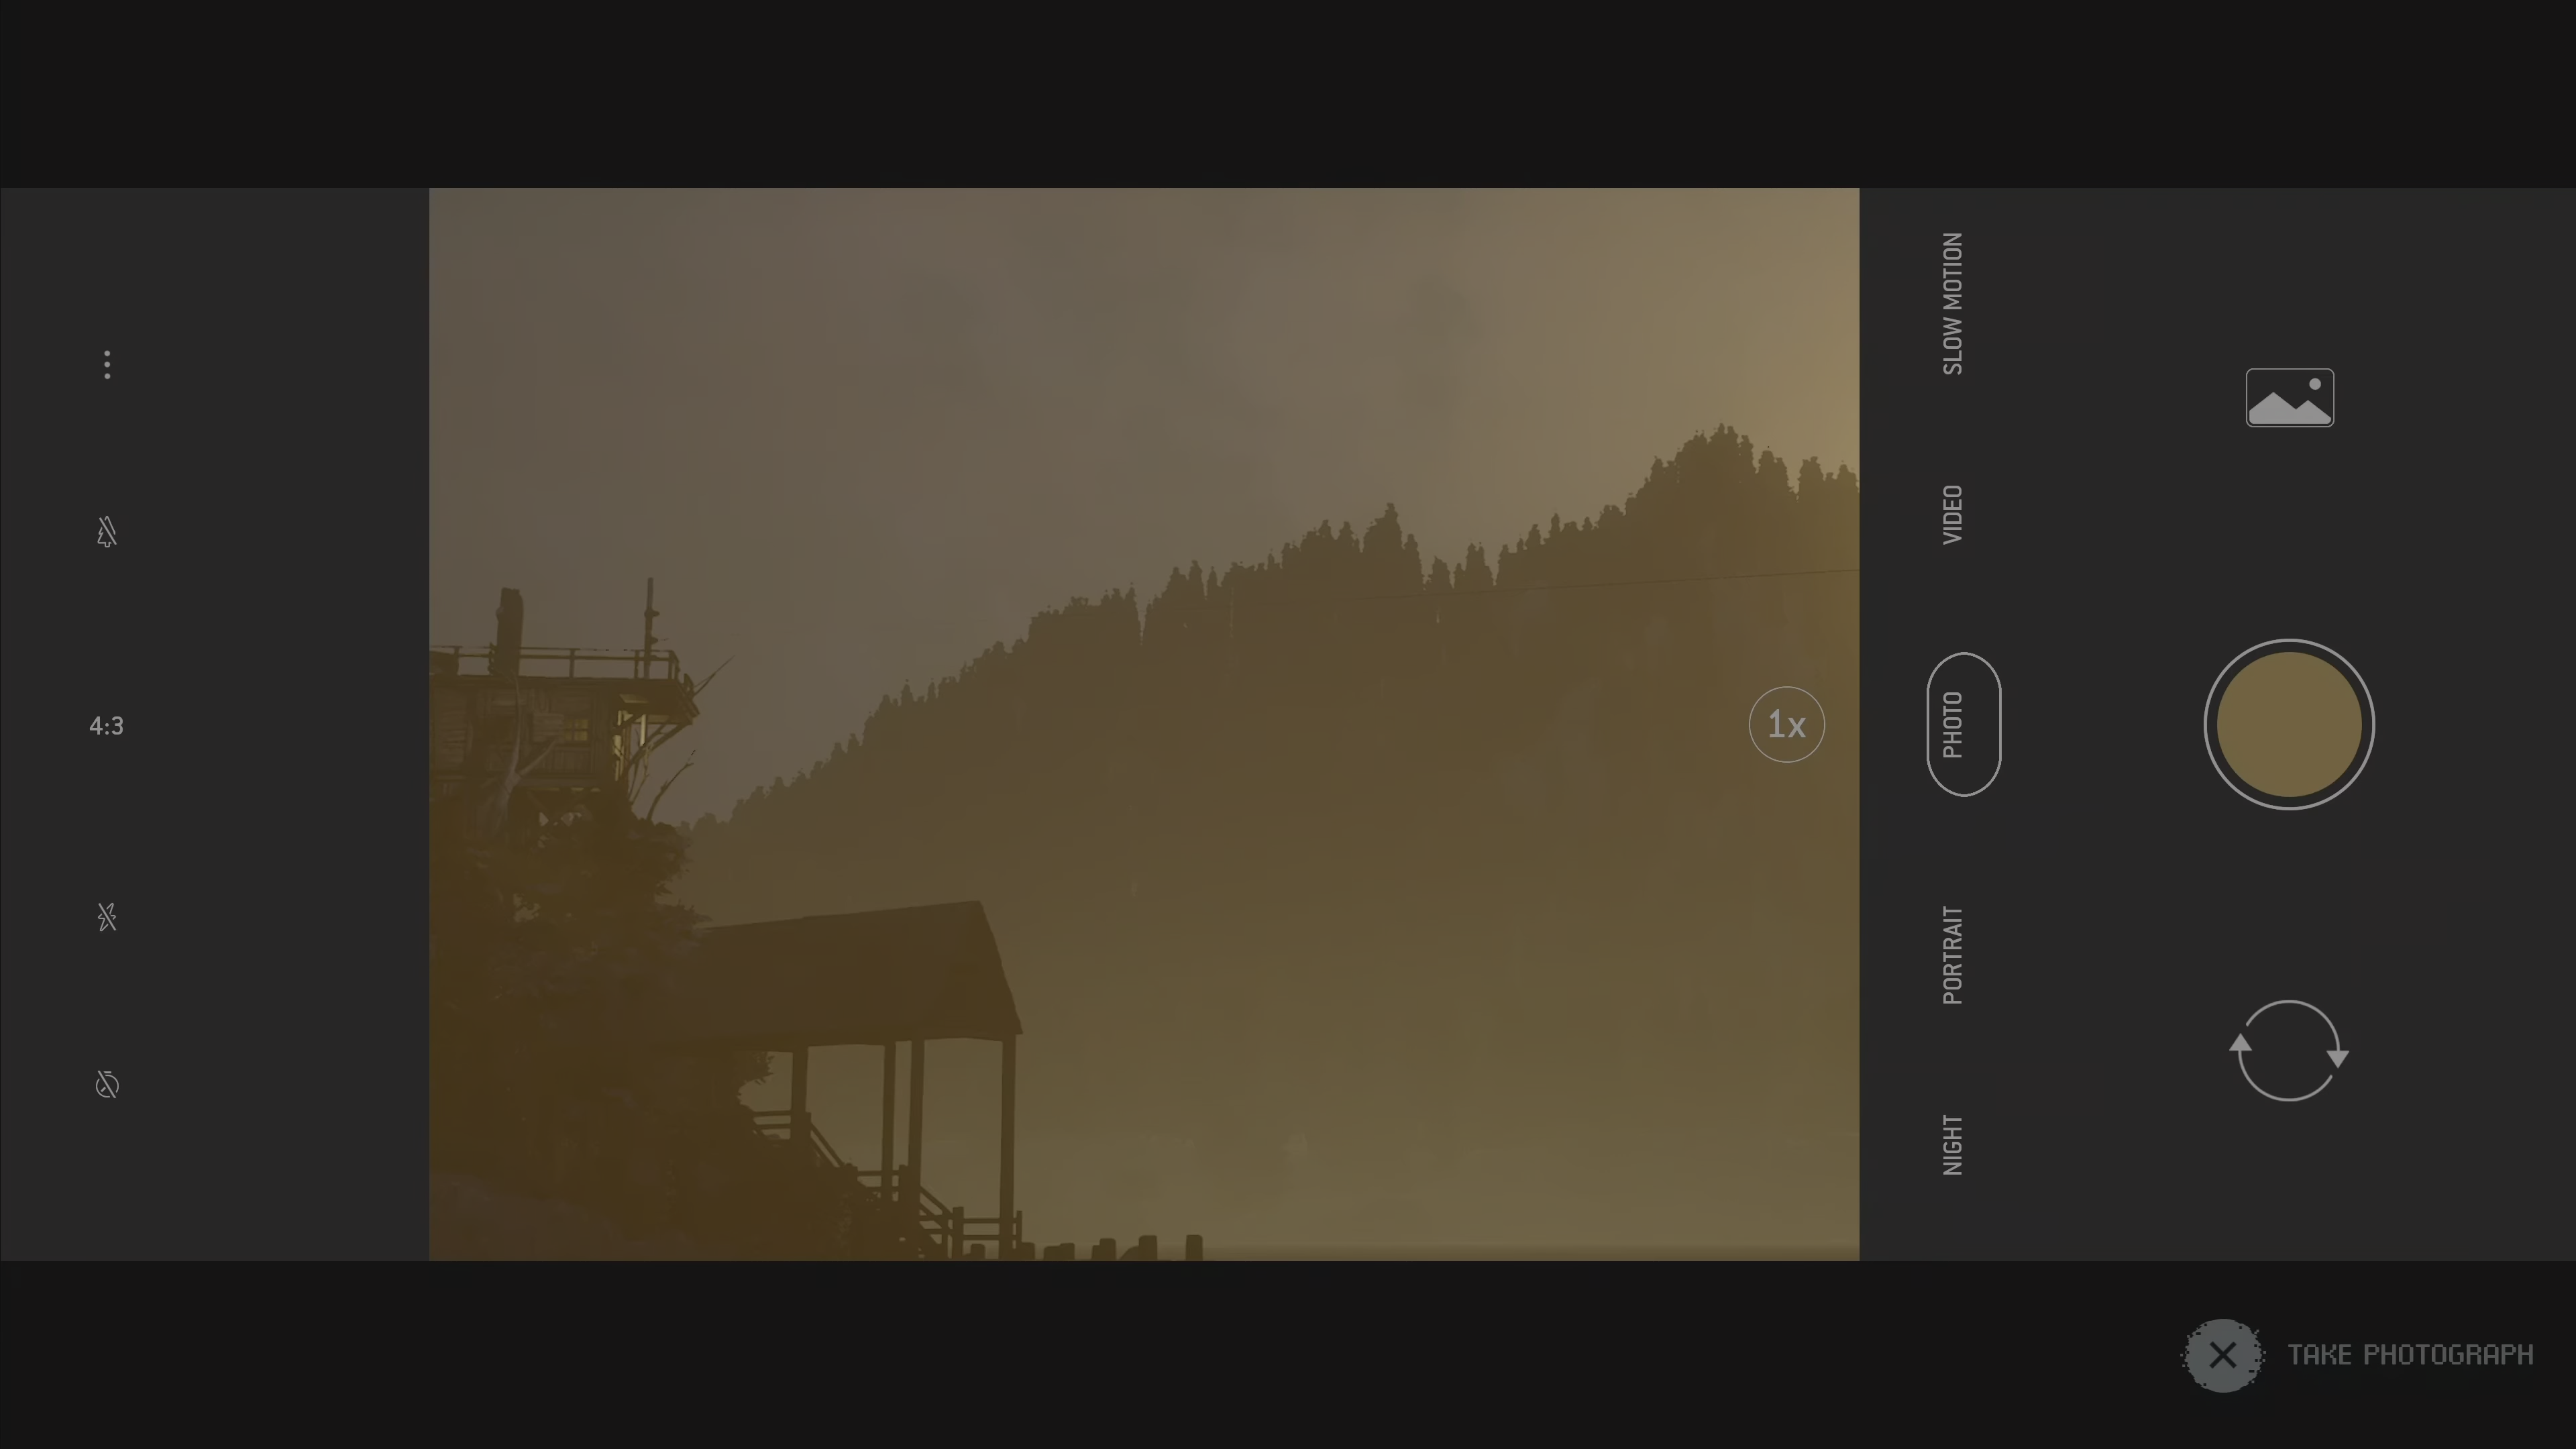 4:3
1x
SLOW MOTION
VIDEO
PHOTO
PORTRAIT
NIGHT
TAKE PHOTOGRAPH